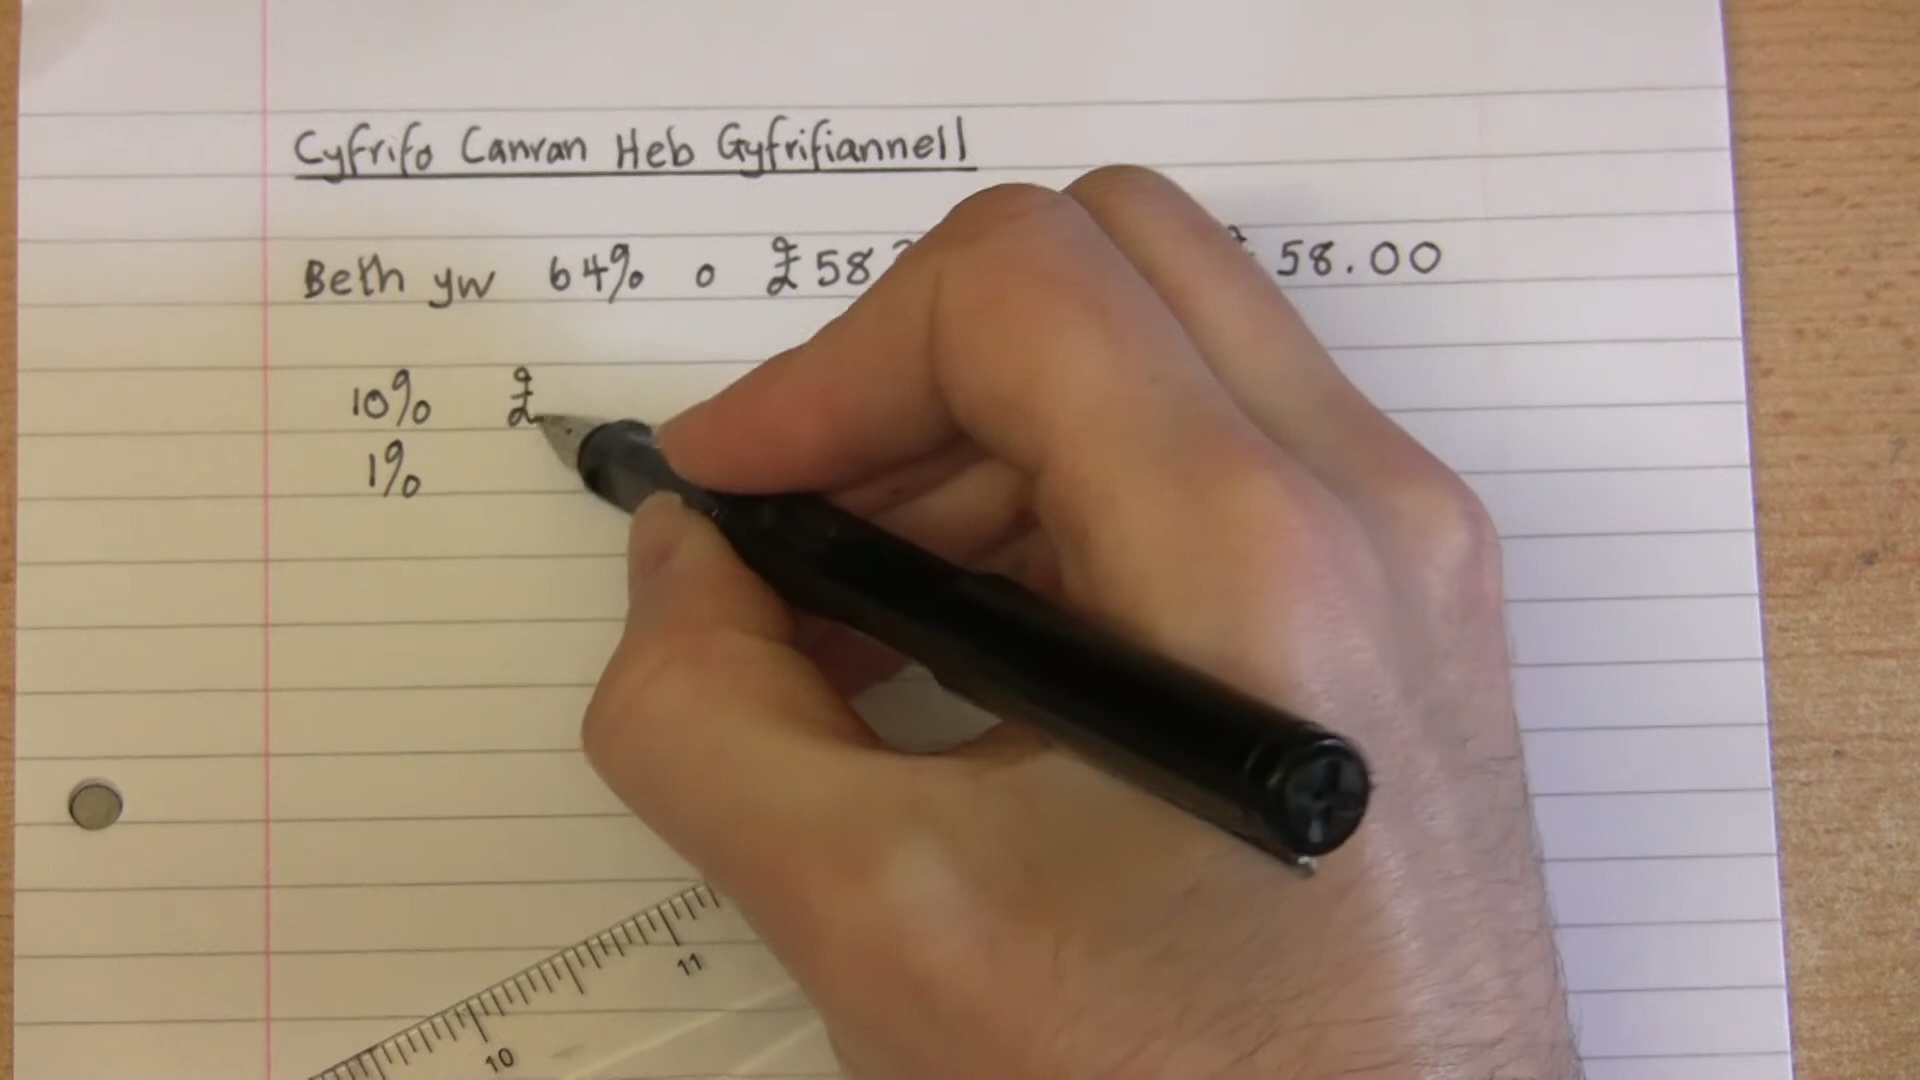 Cyfrifo Canran Heb Gyfrifiannell
Beth yw 64% o £58? £58.00
10% £
1%
11
10